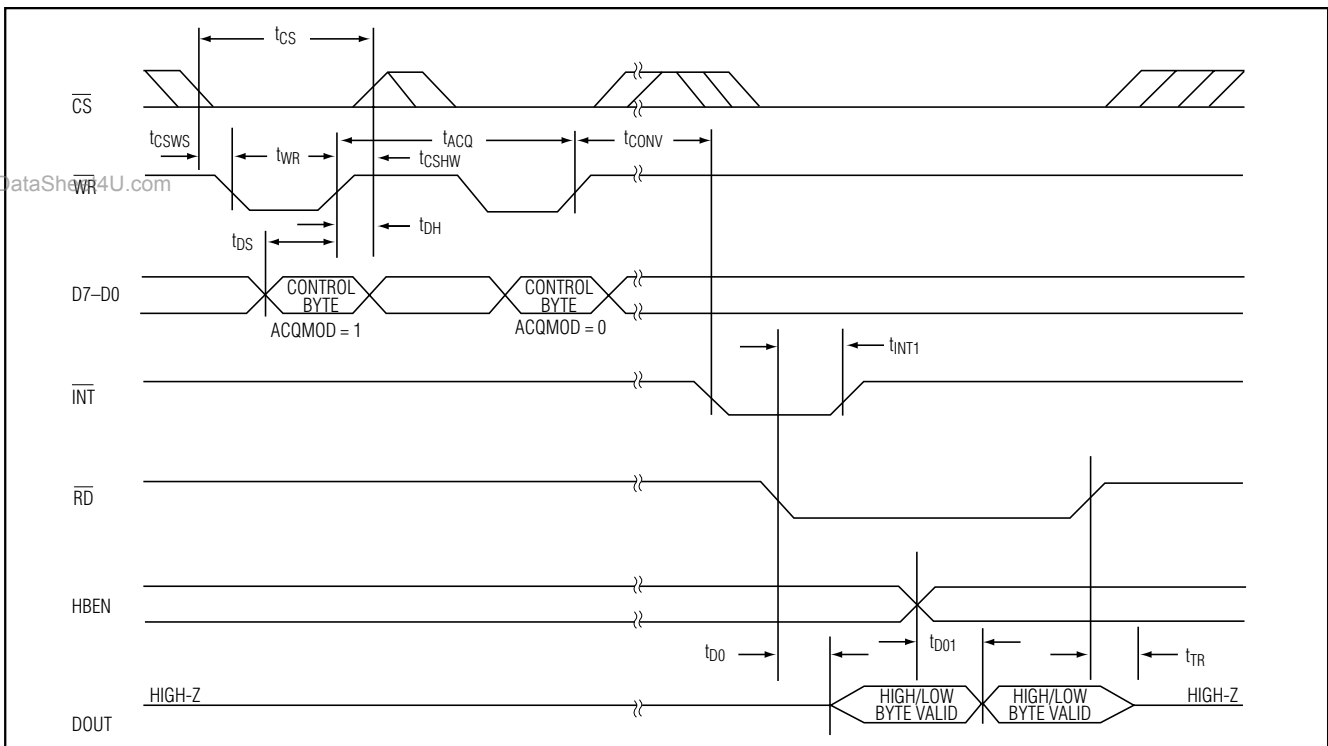 tCS
CS
tCSWS
tWR
tACQ
tCONV
tCSHW
WR
DataSheet4U.com
tDH
tDS
D7–D0
CONTROL
BYTE
ACQMOD = 1
CONTROL
BYTE
ACQMOD = 0
tINT1
INT
RD
HBEN
tD0
tD01
tTR
DOUT
HIGH-Z
HIGH/LOW
BYTE VALID
HIGH/LOW
BYTE VALID
HIGH-Z